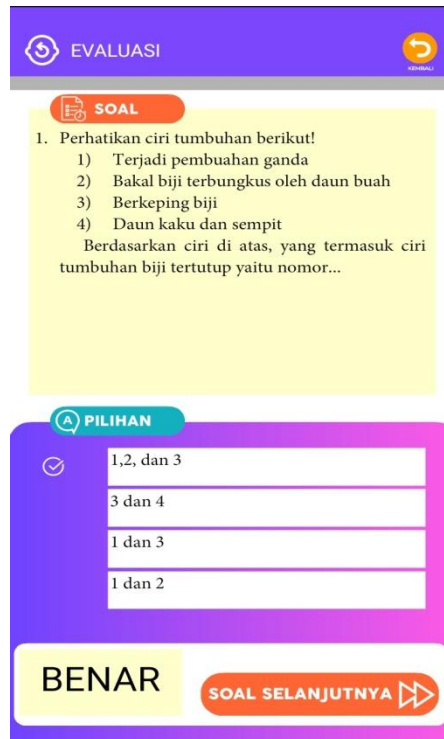 EVALUASI
KEMBALI
SOAL
1. Perhatikan ciri tumbuhan berikut!
1) Terjadi pembuahan ganda
2) Bakal biji terbungkus oleh daun buah
3) Berkeping biji
4) Daun kaku dan sempit
Berdasarkan ciri di atas, yang termasuk ciri
tumbuhan biji tertutup yaitu nomor...
A PILIHAN
1,2, dan 3
3 dan 4
1 dan 3
1 dan 2
BENAR
SOAL SELANJUTNYA